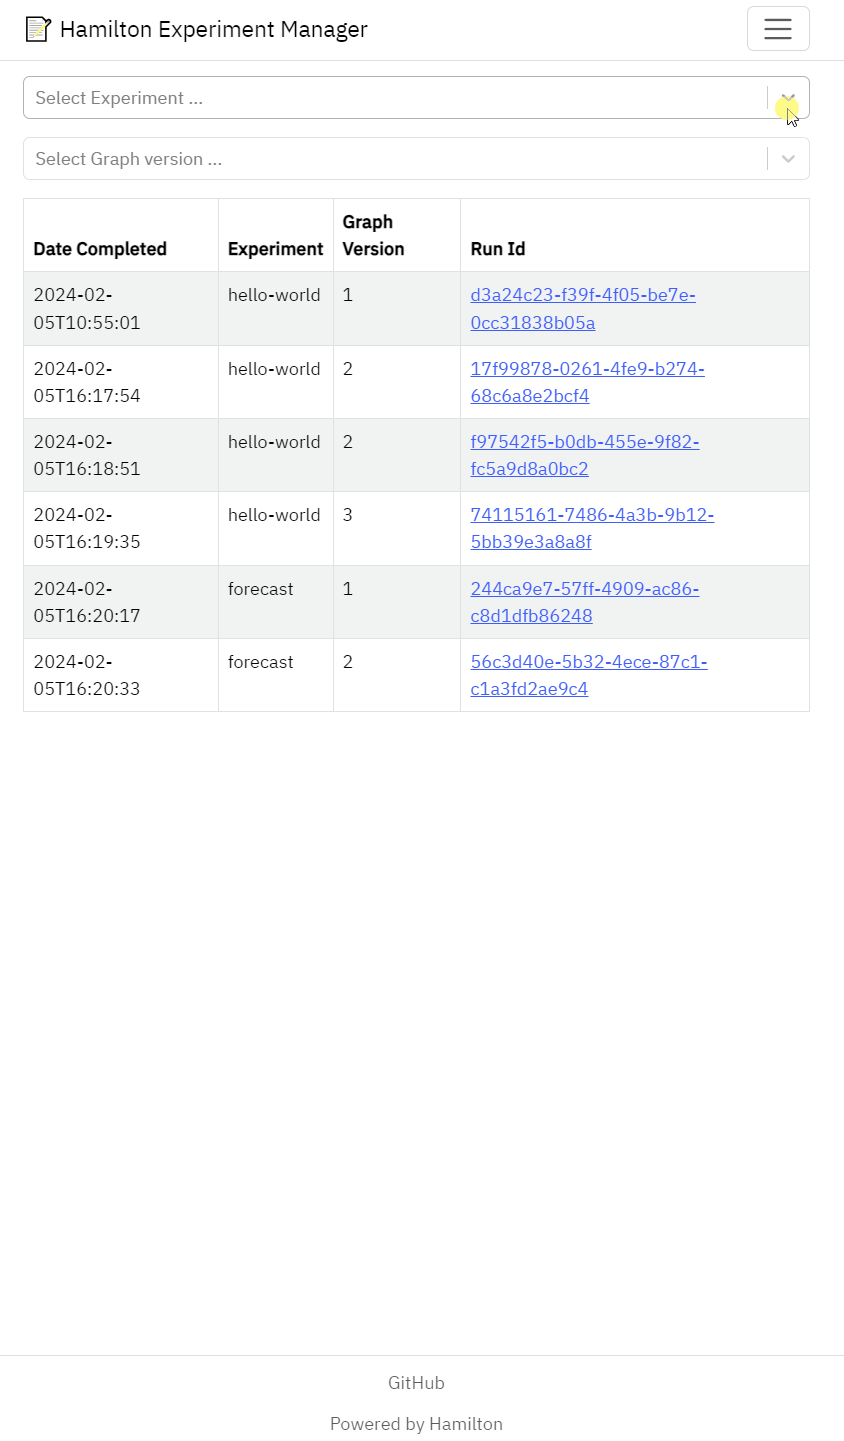 Hamilton Experiment Manager
Select Experiment ...
Select Graph version ...
Date Completed Experiment Graph Version Run Id
2024-02-05T10:55:01 hello-world 1 d3a24c23-f39f-4f05-be7e-0cc31838b05a
2024-02-05T16:17:54 hello-world 2 17f99878-0261-4fe9-b274-68c6a8e2bcf4
2024-02-05T16:18:51 hello-world 2 f97542f5-b0db-455e-9f82-fc5a9d8a0bc2
2024-02-05T16:19:35 hello-world 3 74115161-7486-4a3b-9b12-5bb39e3a8a8f
2024-02-05T16:20:17 forecast 1 244ca9e7-57ff-4909-ac86-c8d1dfb86248
2024-02-05T16:20:33 forecast 2 56c3d40e-5b32-4ece-87c1-c1a3fd2ae9c4
GitHub
Powered by Hamilton